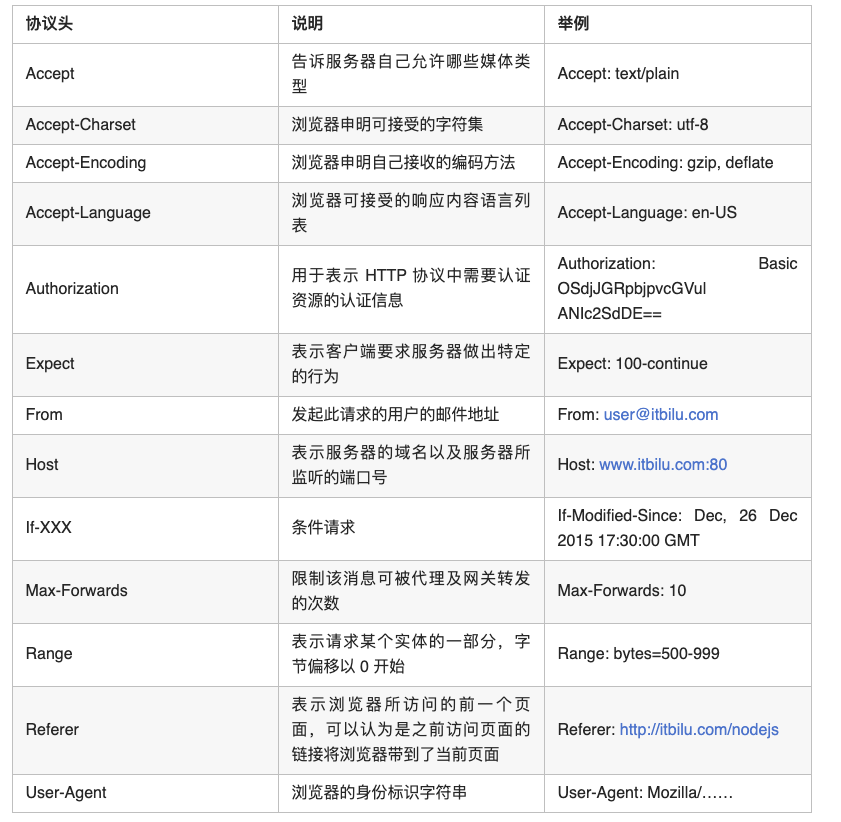 协议头 说明 举例
Accept 告诉服务器自己允许哪些媒体类 Accept: text/plain
型
Accept-Charset 浏览器申明可接受的字符集 Accept-Charset: utf-8
Accept-Encoding 浏览器申明自己接收的编码方法 Accept-Encoding: gzip, deflate
Accept-Language 浏览器可接受的响应内容语言列 Accept-Language: en-US
表
Authorization 用于表示 HTTP 协议中需要认证 Authorization: Basic
资源的认证信息 OSdjJGRpbjpvcGVul
ANIc2SdDE==
Expect 表示客户端要求服务器做出特定 Expect: 100-continue
的行为
From 发起此请求的用户的邮件地址 From: user@itbilu.com
Host 表示服务器的域名以及服务器所 Host: www.itbilu.com:80
监听的端口号
If-XXX 条件请求 If-Modified-Since: Dec, 26 Dec
2015 17:30:00 GMT
Max-Forwards 限制该消息可被代理及网关转发 Max-Forwards: 10
的次数
Range 表示请求某个实体的一部分，字 Range: bytes=500-999
节偏移以 0 开始
Referer 表示浏览器所访问的前一个页 Referer: http://itbilu.com/nodejs
面，可以认为是之前访问页面的
链接将浏览器带到了当前页面
User-Agent 浏览器的身份标识字符串 User-Agent: Mozilla/……